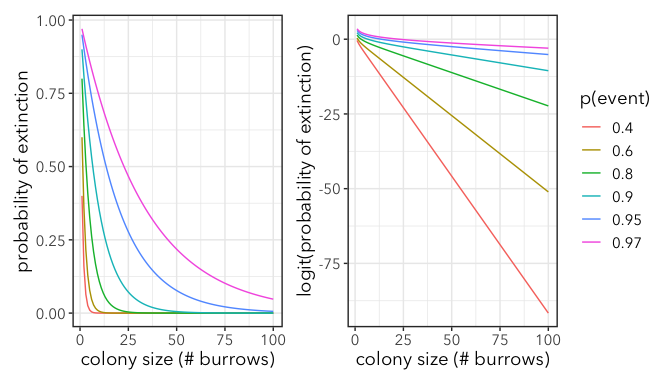 probability of extinction
1.00
0.75
0.50
0.25
0.00
0 25 50 75 100
colony size (# burrows)
logit(probability of extinction)
0
-25
-50
-75
0 25 50 75 100
colony size (# burrows)
p(event)
0.4
0.6
0.8
0.9
0.95
0.97